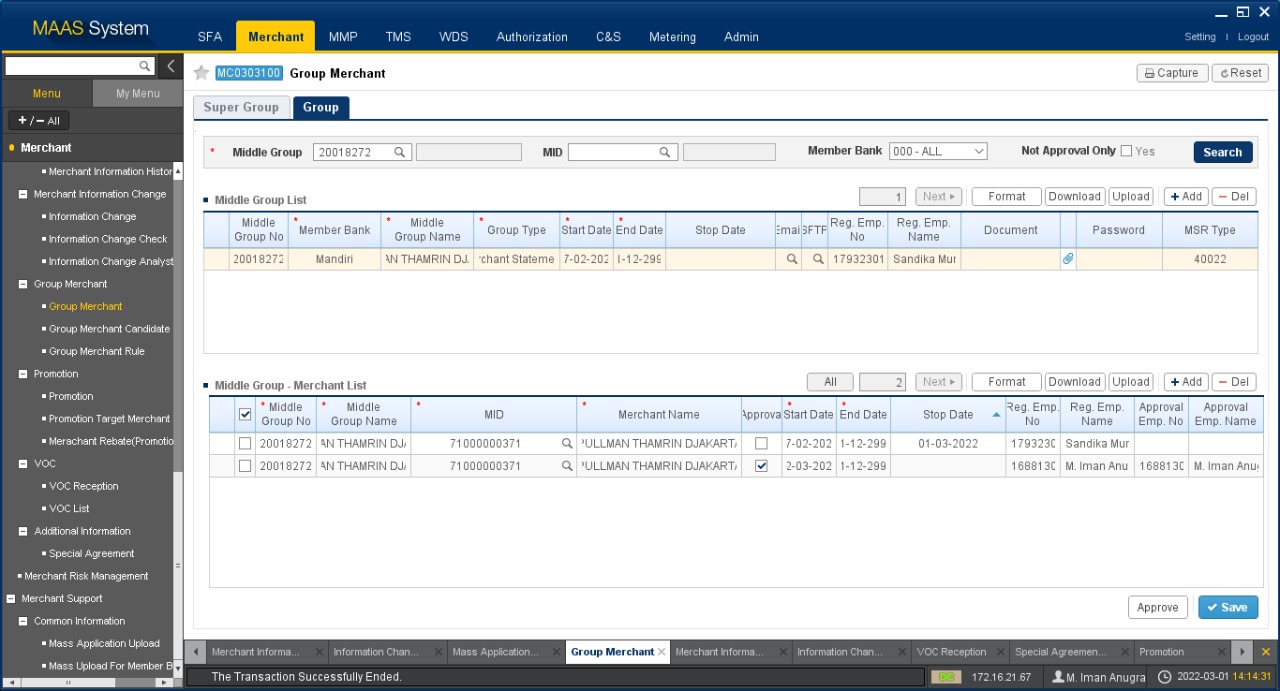 MAAS System
SFA Merchant MMP TMS WDS Authorization C&S Metering Admin
Setting Logout
Menu My Menu
+ / − All
Merchant
Merchant Information Histor
Merchant Information Change
Information Change
Information Change Check
Information Change Analyst
Group Merchant
Group Merchant
Group Merchant Candidate
Group Merchant Rule
Promotion
Promotion
Promotion Target Merchant
Merachant Rebate(Promotio
VOC
VOC Reception
VOC List
Additional Information
Special Agreement
Merchant Risk Management
Merchant Support
Common Information
Mass Application Upload
Mass Upload For Member B
MC0303100 Group Merchant
Capture Reset
Super Group Group
* Middle Group 20018272 MID Member Bank 000 - ALL Not Approval Only Yes Search
Middle Group List 1 Next Format Download Upload + Add − Del
Middle Group No * Member Bank * Middle Group Name * Group Type * Start Date * End Date Stop Date Emai SFTP Reg. Emp. No Reg. Emp. Name Document Password MSR Type
20018272 Mandiri AN THAMRIN DJ. rchant Stateme 7-02-202 1-12-299 17932301 Sandika Mur 40022
Middle Group - Merchant List All 2 Next Format Download Upload + Add − Del
* Middle Group No * Middle Group Name * MID * Merchant Name Approva * Start Date * End Date Stop Date Reg. Emp. No Reg. Emp. Name Approval Emp. No Approval Emp. Name
20018272 AN THAMRIN DJ 71000000371 PULLMAN THAMRIN DJAKART 7-02-202 1-12-299 01-03-2022 1793230 Sandika Mur
20018272 AN THAMRIN DJ 71000000371 PULLMAN THAMRIN DJAKART 2-03-202 1-12-299 1688130 M. Iman Anu 1688130 M. Iman Anu
Approve Save
Merchant Informa... Information Chan... Mass Application... Group Merchant Merchant Informa... Information Chan... VOC Reception Special Agreemen... Promotion
The Transaction Successfully Ended. DC 172.16.21.67 M. Iman Anugra 2022-03-01 14:14:31